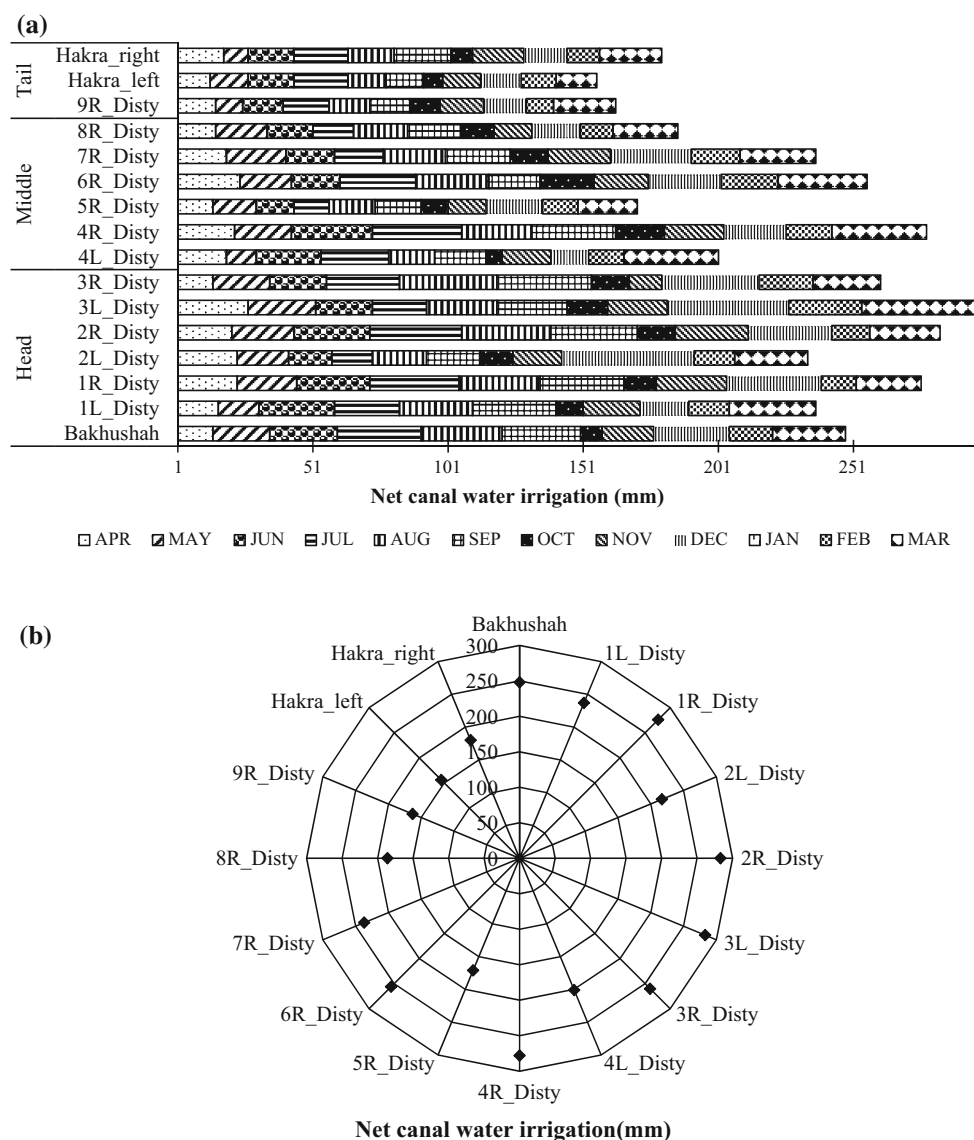 (a)
Tail
Hakra_right
Hakra_left
9R_Disty
Middle
8R_Disty
7R_Disty
6R_Disty
5R_Disty
4R_Disty
4L_Disty
Head
3R_Disty
3L_Disty
2R_Disty
2L_Disty
1R_Disty
1L_Disty
Bakhushah
1 51 101 151 201 251
Net canal water irrigation (mm)
APR MAY JUN JUL AUG SEP OCT NOV DEC JAN FEB MAR
(b)
Bakhushah
1L_Disty
1R_Disty
2L_Disty
2R_Disty
3L_Disty
3R_Disty
4L_Disty
4R_Disty
5R_Disty
6R_Disty
7R_Disty
8R_Disty
9R_Disty
Hakra_left
Hakra_right
300
250
200
150
100
50
0
Net canal water irrigation(mm)